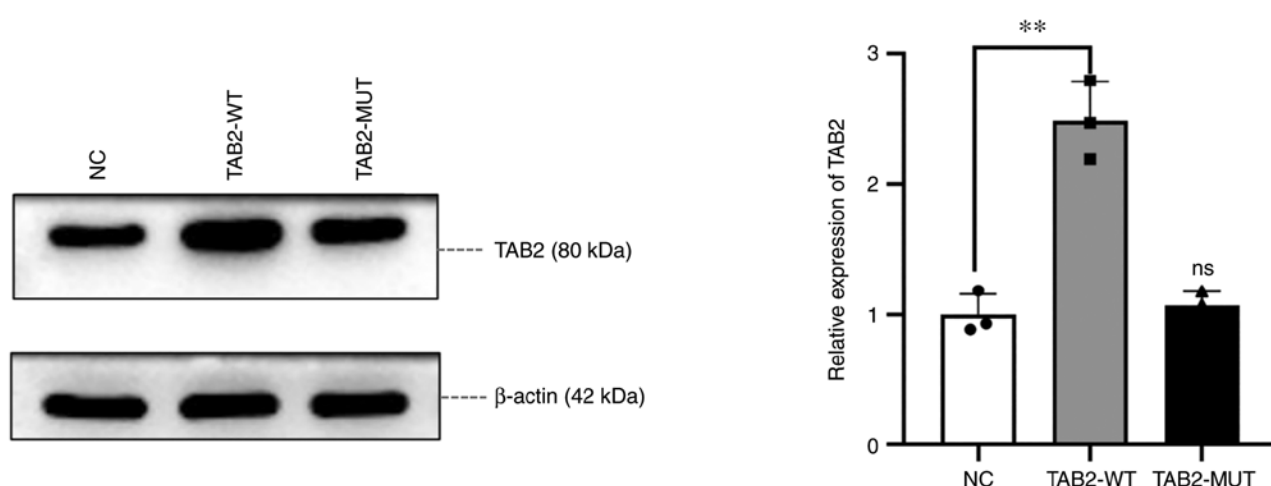 NC
TAB2-WT
TAB2-MUT
TAB2 (80 kDa)
β-actin (42 kDa)
**
Relative expression of TAB2
3
2
1
0
ns
NC
TAB2-WT
TAB2-MUT